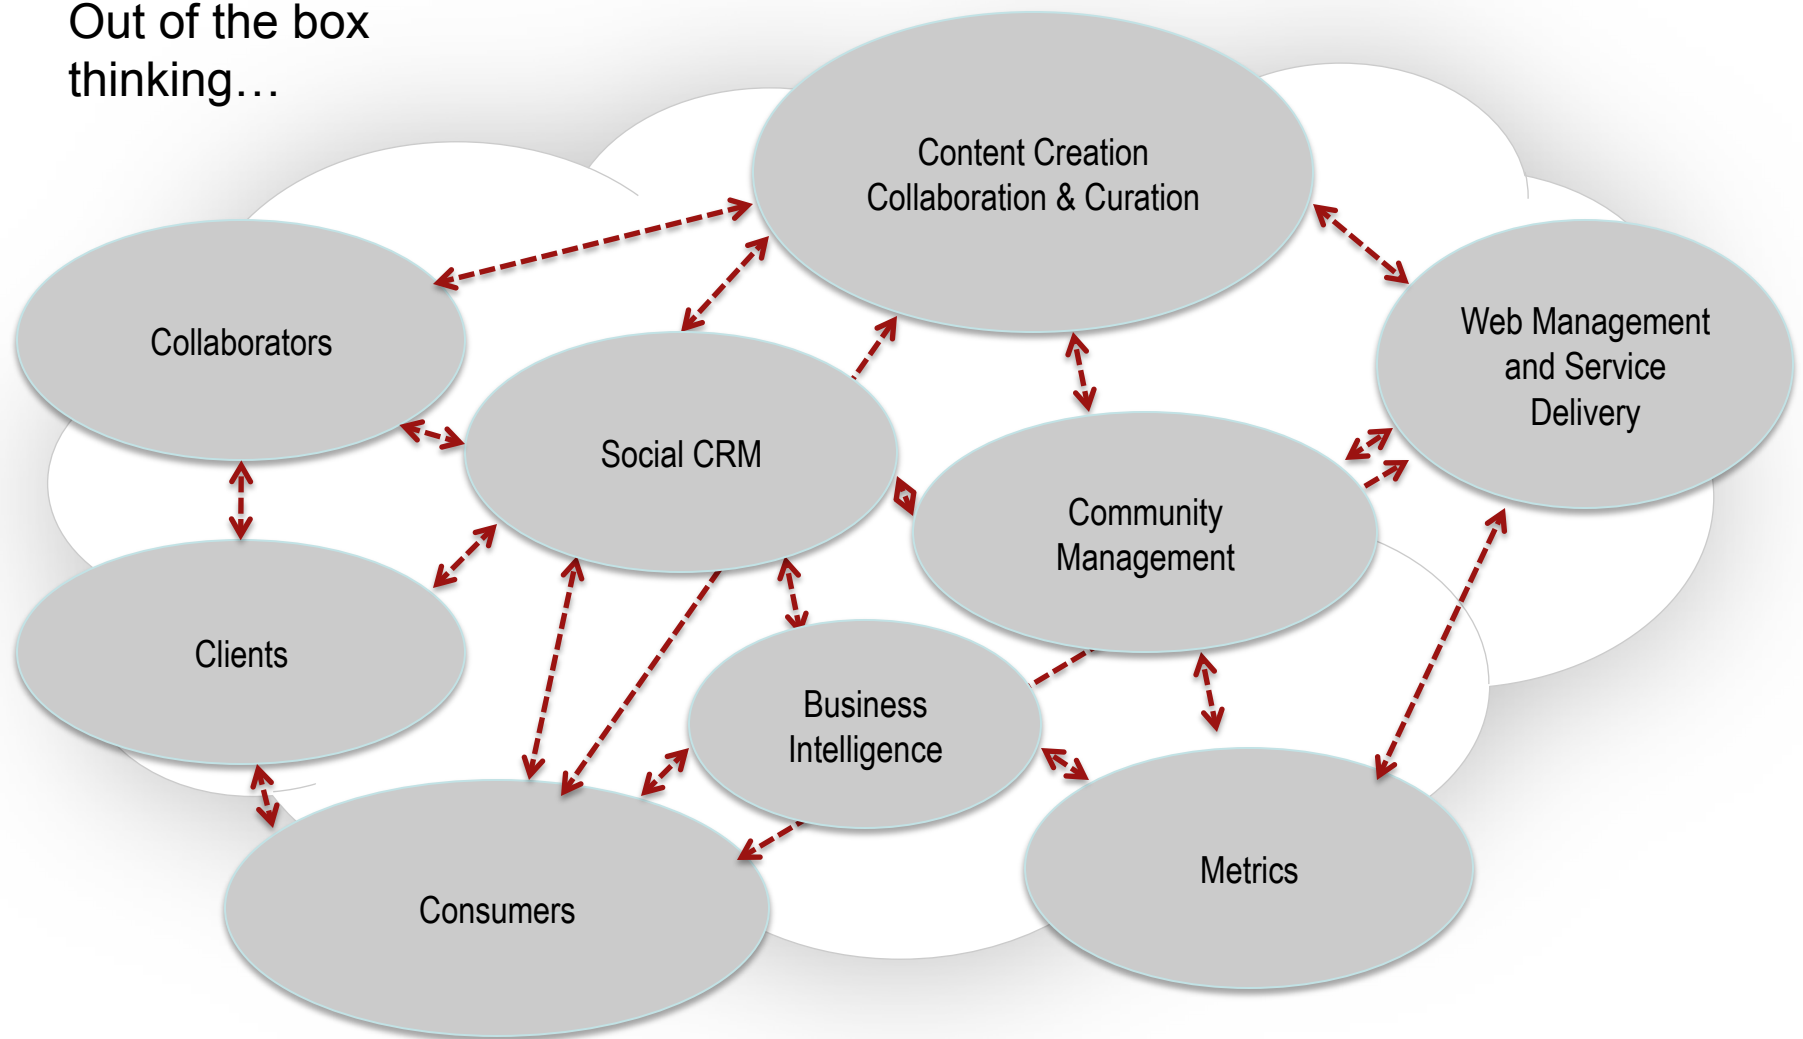 Out of the box
thinking…
Content Creation
Collaboration & Curation
Collaborators
Web Management
and Service
Delivery
Social CRM
Community
Management
Clients
Business
Intelligence
Metrics
Consumers